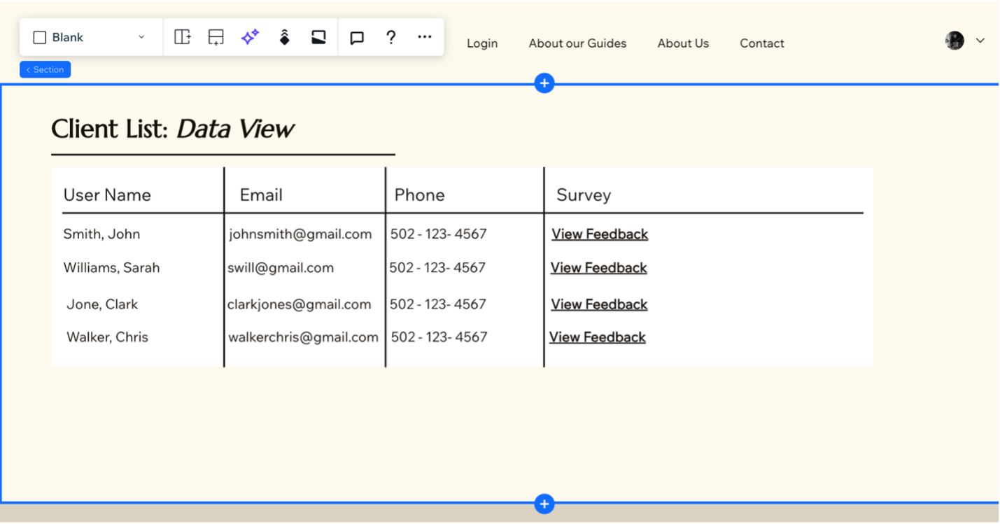 Blank
Login About our Guides About Us Contact
< Section
Client List: Data View
User Name Email Phone Survey
Smith, John johnsmith@gmail.com 502 - 123- 4567 View Feedback
Williams, Sarah swill@gmail.com 502 - 123- 4567 View Feedback
Jone, Clark clarkjones@gmail.com 502 - 123- 4567 View Feedback
Walker, Chris walkerchris@gmail.com 502 - 123- 4567 View Feedback